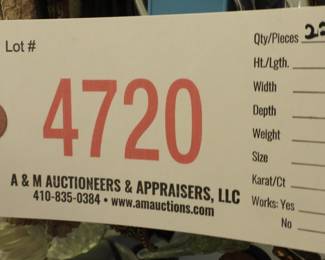 Lot #
4720
A & M AUCTIONEERS & APPRAISERS, LLC
410-835-0384 • www.amauctions.com
Qty/Pieces
Ht./Lgth.
Width
Depth
Weight
Size
Karat/Ct
Works: Yes
No